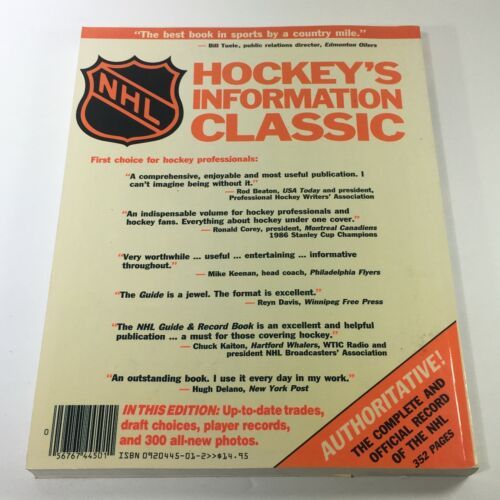 "The best book in sports by a country mile."
— Bill Tuele, public relations director, Edmonton Oilers
NHL
HOCKEY'S
INFORMATION
CLASSIC
First choice for hockey professionals:
"A comprehensive, enjoyable and most useful publication. I
can't imagine being without it."
— Rod Beaton, USA Today and president,
Professional Hockey Writers' Association
"An indispensable volume for hockey professionals and
hockey fans. Everything about hockey under one cover."
— Ronald Corey, president, Montreal Canadiens
1986 Stanley Cup Champions
"Very worthwhile ... useful ... entertaining ... informative
throughout."
— Mike Keenan, head coach, Philadelphia Flyers
"The Guide is a jewel. The format is excellent."
— Reyn Davis, Winnipeg Free Press
"The NHL Guide & Record Book is an excellent and helpful
publication ... a must for those covering hockey."
— Chuck Kaiton, Hartford Whalers, WTIC Radio and
president NHL Broadcasters' Association
"An outstanding book. I use it every day in my work."
— Hugh Delano, New York Post
IN THIS EDITION: Up-to-date trades,
draft choices, player records,
and 300 all-new photos.
0
56767 44501
ISBN 0920445-01-2>>$14.95
AUTHORITATIVE!
THE COMPLETE AND
OFFICIAL RECORD
OF THE NHL
352 PAGES